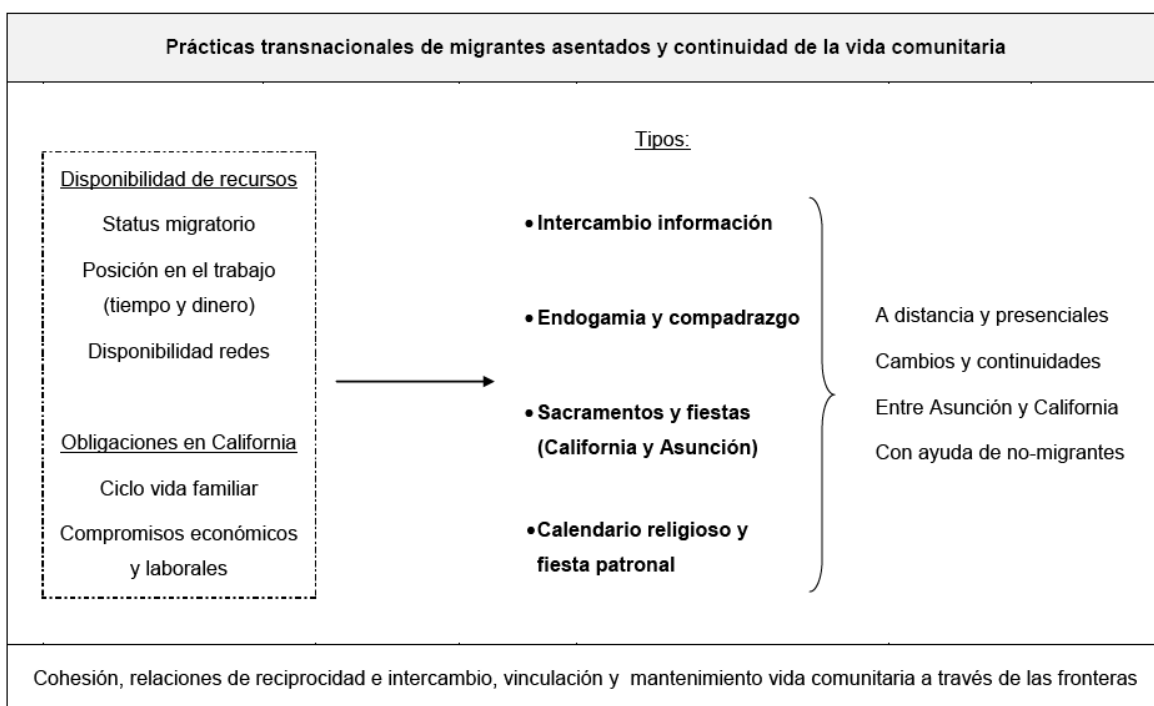 Prácticas transnacionales de migrantes asentados y continuidad de la vida comunitaria
Disponibilidad de recursos
Status migratorio
Posición en el trabajo
(tiempo y dinero)
Disponibilidad redes
Obligaciones en California
Ciclo vida familiar
Compromisos económicos
y laborales
Tipos:
• Intercambio información
• Endogamia y compadrazgo
• Sacramentos y fiestas
(California y Asunción)
• Calendario religioso y
fiesta patronal
A distancia y presenciales
Cambios y continuidades
Entre Asunción y California
Con ayuda de no-migrantes
Cohesión, relaciones de reciprocidad e intercambio, vinculación y mantenimiento vida comunitaria a través de las fronteras